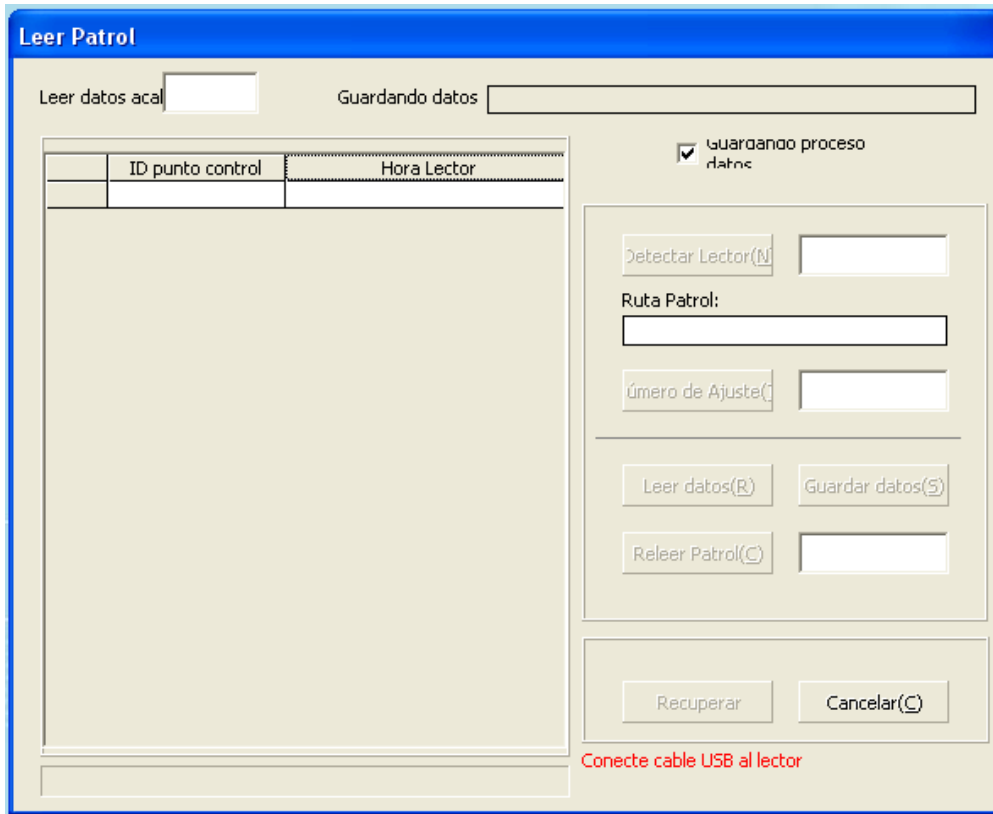 Leer Patrol
Leer datos acal
Guardando datos
ID punto control
Hora Lector
Guardando proceso
datos
Detectar Lector(N
Ruta Patrol:
úmero de Ajuste(
Leer datos(R)
Guardar datos(S)
Releer Patrol(C)
Recuperar
Cancelar(C)
Conecte cable USB al lector